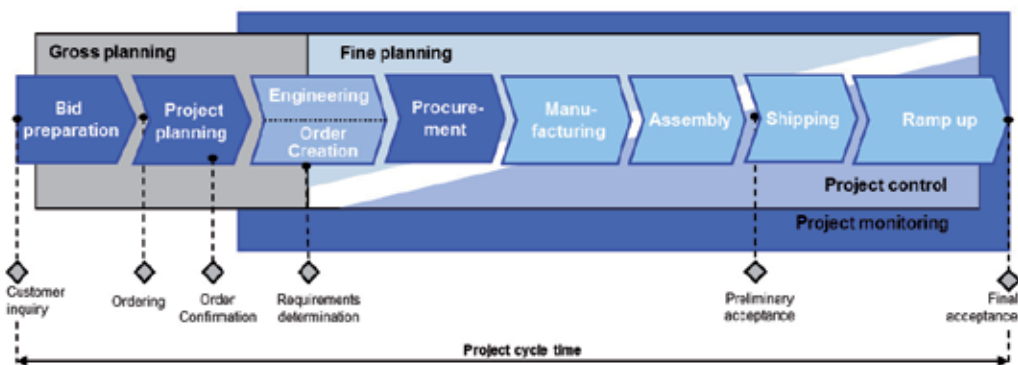 Gross planning
Fine planning
Bid
preparation
Project
planning
Engineering
Order
Creation
Procure-
ment
Manu-
facturing
Assembly
Shipping
Ramp up
Project control
Project monitoring
Customer
inquiry
Ordering
Order
Confirmation
Requirements
determination
Preliminary
acceptance
Final
acceptance
Project cycle time